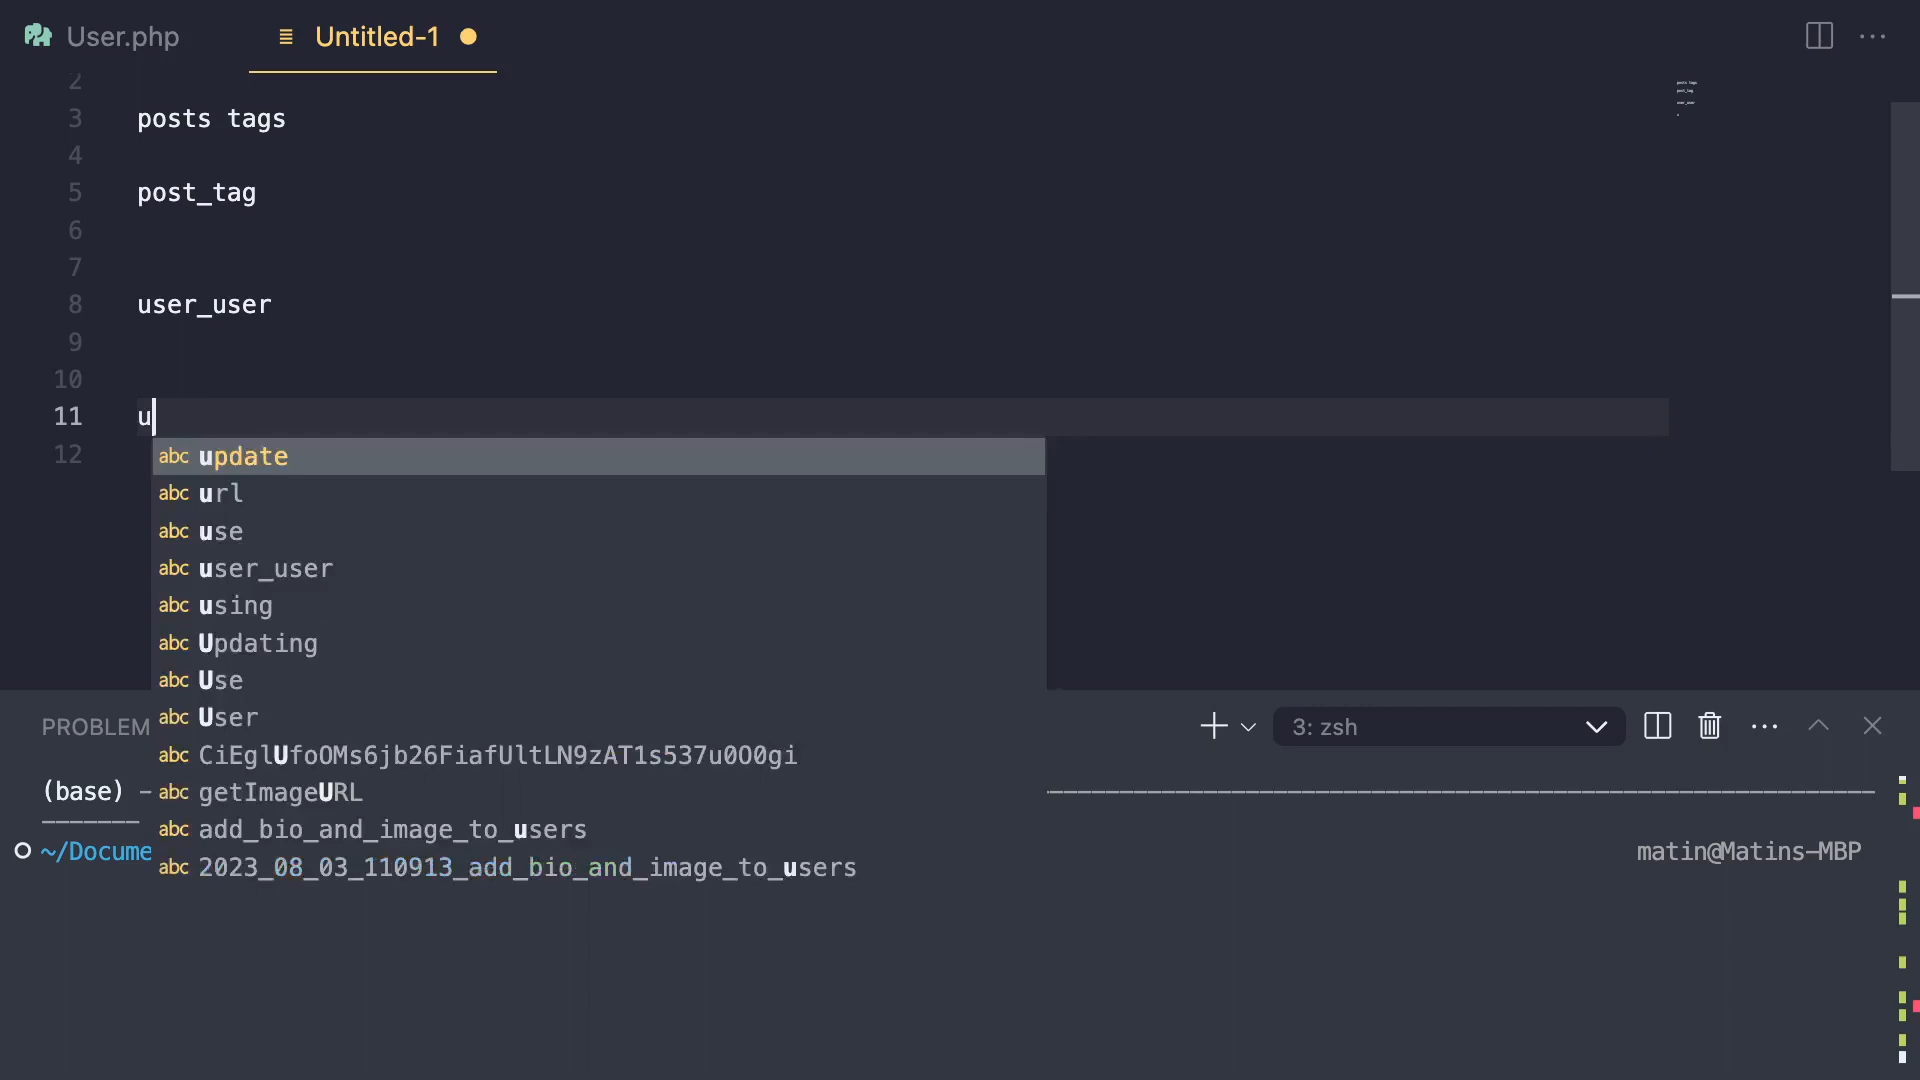 User.php
Untitled-1
2
3 posts tags
4
5 post_tag
6
7
8 user_user
9
10
11 u
12
abc update
abc url
abc use
abc user_user
abc using
abc Updating
abc Use
abc User
abc CiEglUfoOMs6jb26FiafUltLN9zAT1s537u0O0gi
abc getImageURL
abc add_bio_and_image_to_users
abc 2023_08_03_110913_add_bio_and_image_to_users
PROBLEM
3: zsh
(base)
~/Docume
matin@Matins-MBP